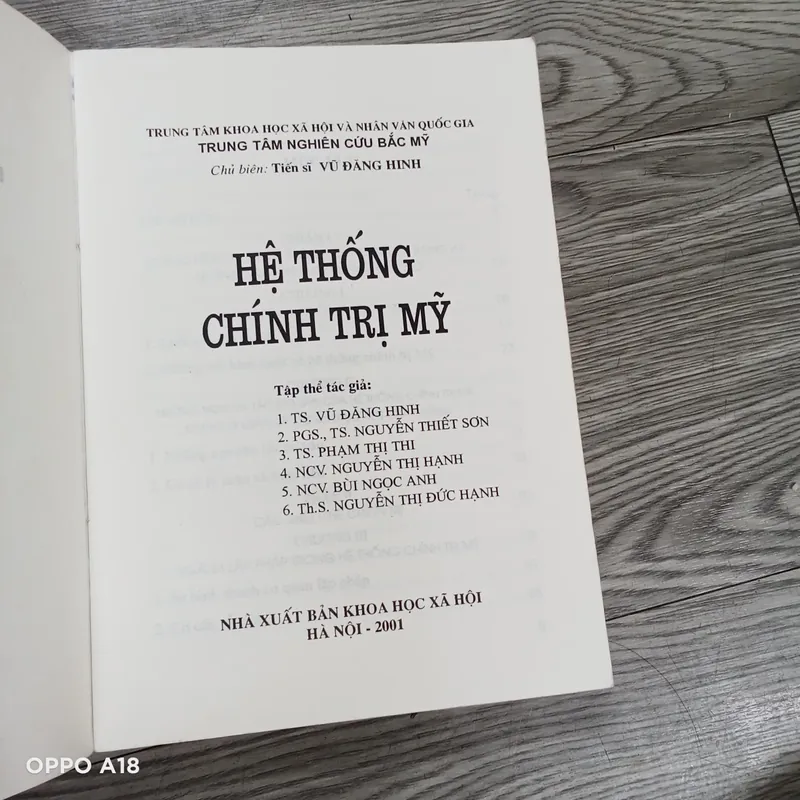 TRUNG TÂM KHOA HỌC XÃ HỘI VÀ NHÂN VĂN QUỐC GIA
TRUNG TÂM NGHIÊN CỨU BẮC MỸ
Chủ biên: Tiến sĩ VŨ ĐĂNG HINH
HỆ THỐNG
CHÍNH TRỊ MỸ
Tập thể tác giả:
1. TS. VŨ ĐĂNG HINH
2. PGS., TS. NGUYỄN THIẾT SƠN
3. TS. PHẠM THỊ THI
4. NCV. NGUYỄN THỊ HẠNH
5. NCV. BÙI NGỌC ANH
6. Th.S. NGUYỄN THỊ ĐỨC HẠNH
NHÀ XUẤT BẢN KHOA HỌC XÃ HỘI
HÀ NỘI - 2001
OPPO A18